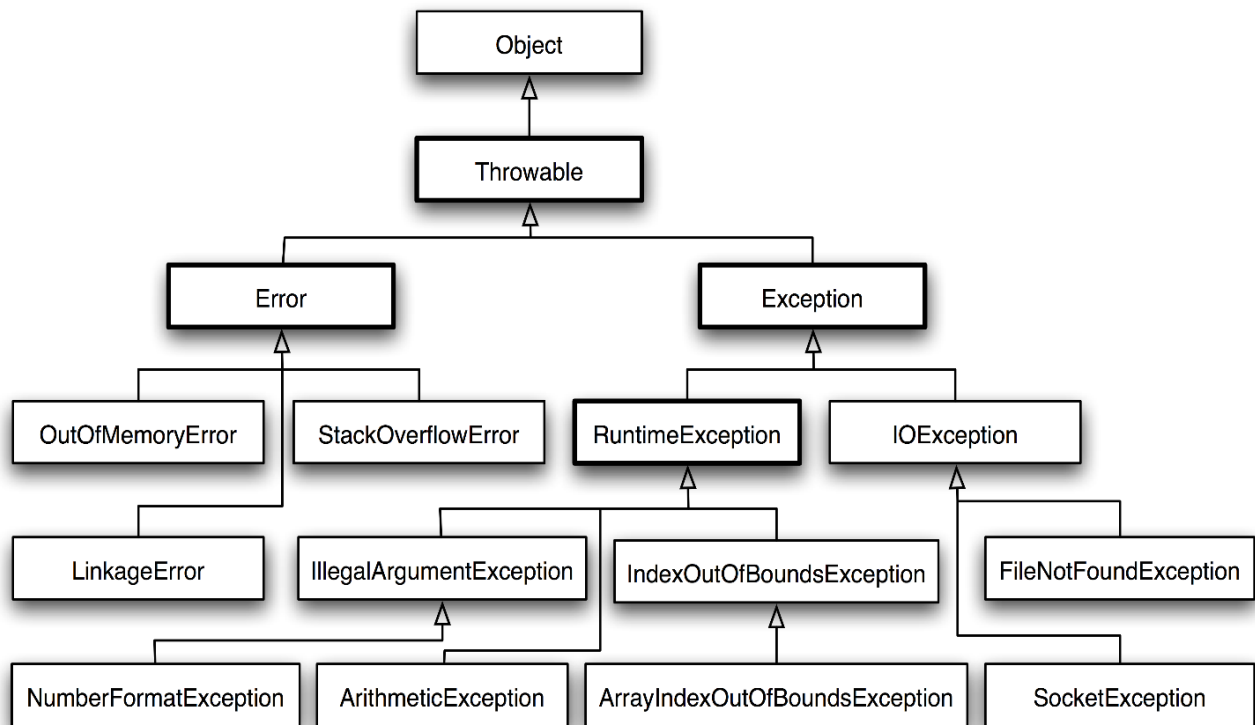 Object
Throwable
Error
Exception
OutOfMemoryError
StackOverflowError
RuntimeException
IOException
LinkageError
IllegalArgumentException
IndexOutOfBoundsException
FileNotFoundException
NumberFormatException
ArithmeticException
ArrayIndexOutOfBoundsException
SocketException